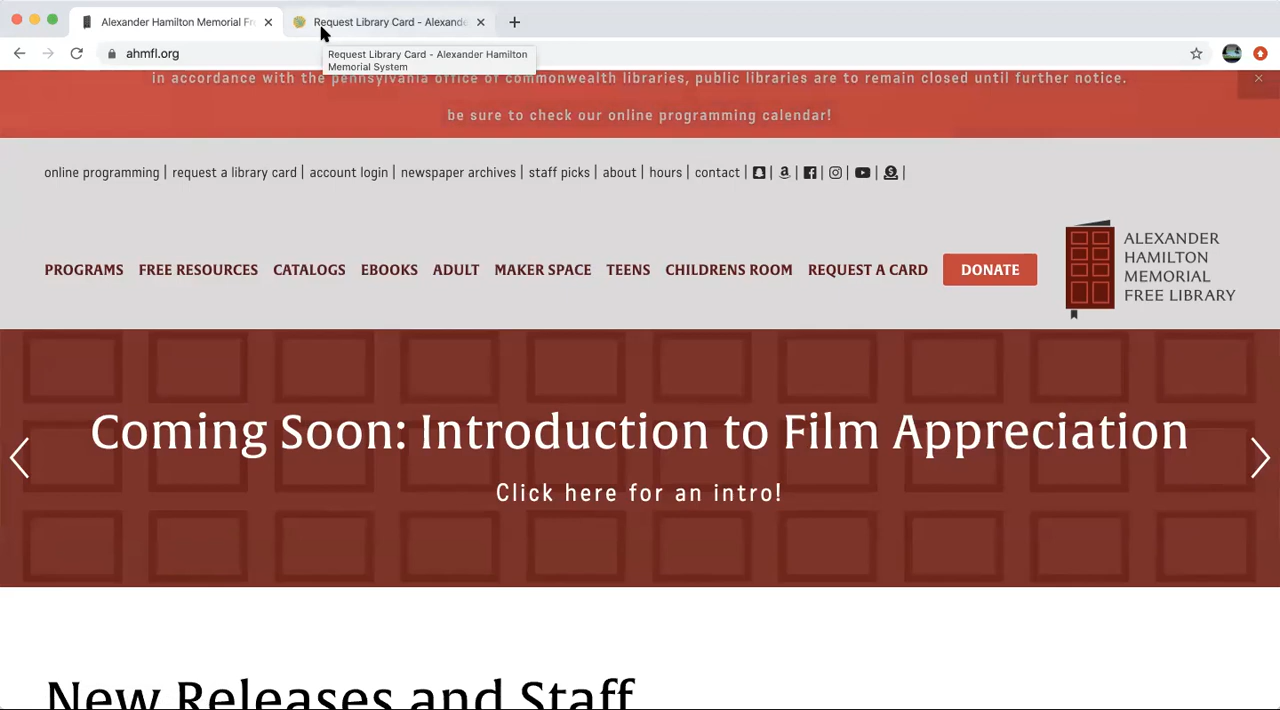 Alexander Hamilton Memorial Fr
Request Library Card - Alexande
ahmfl.org
Request Library Card - Alexander Hamilton
Memorial System
in accordance with the pennsylvania office of commonwealth libraries, public libraries are to remain closed until further notice.
be sure to check our online programming calendar!
online programming | request a library card | account login | newspaper archives | staff picks | about | hours | contact | | | | | | |
PROGRAMS FREE RESOURCES CATALOGS EBOOKS ADULT MAKER SPACE TEENS CHILDRENS ROOM REQUEST A CARD DONATE
ALEXANDER
HAMILTON
MEMORIAL
FREE LIBRARY
Coming Soon: Introduction to Film Appreciation
Click here for an intro!
New Releases and Staff